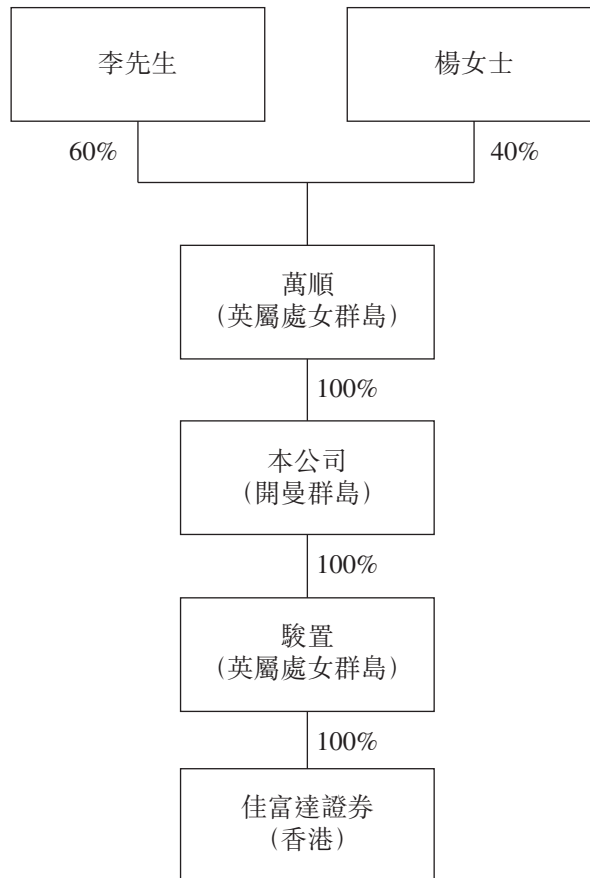 李先生
楊女士
60%
40%
萬順
（英屬處女群島）
100%
本公司
（開曼群島）
100%
駿置
（英屬處女群島）
100%
佳富達證券
（香港）